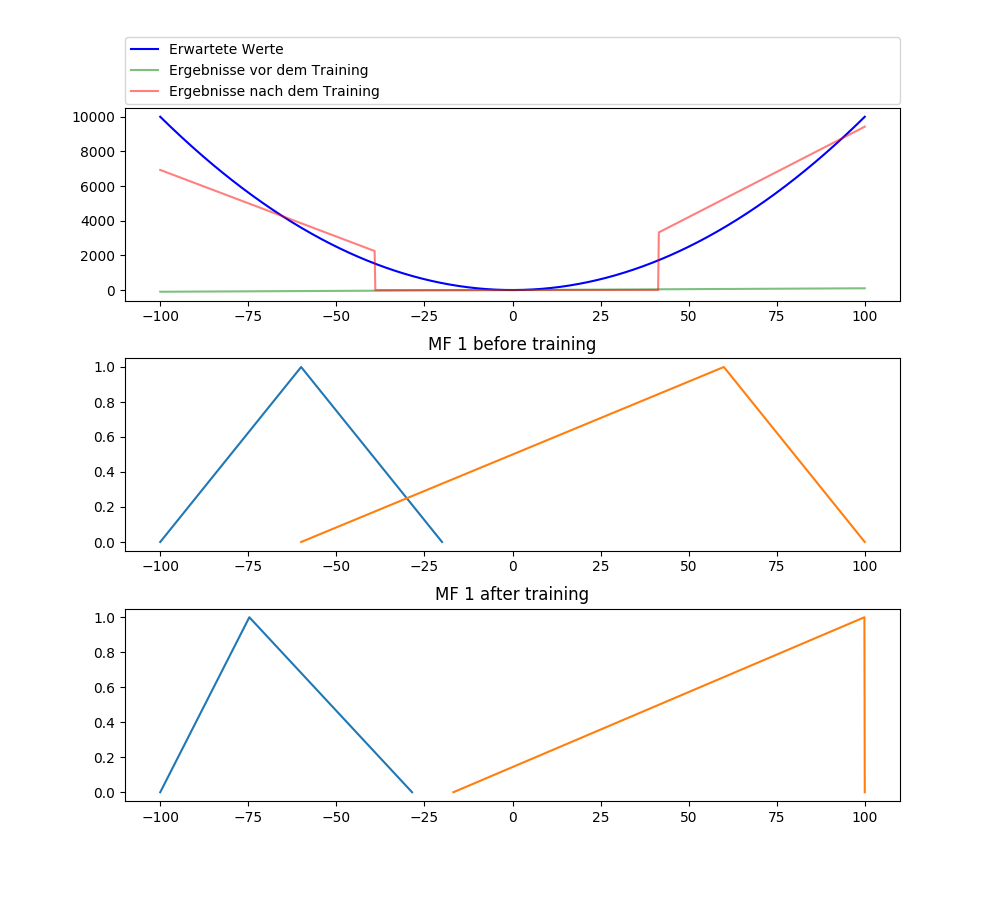 Erwartete Werte
Ergebnisse vor dem Training
Ergebnisse nach dem Training
10000
8000
6000
4000
2000
0
−100 −75 −50 −25 0 25 50 75 100
MF 1 before training
1.0
0.8
0.6
0.4
0.2
0.0
−100 −75 −50 −25 0 25 50 75 100
MF 1 after training
1.0
0.8
0.6
0.4
0.2
0.0
−100 −75 −50 −25 0 25 50 75 100